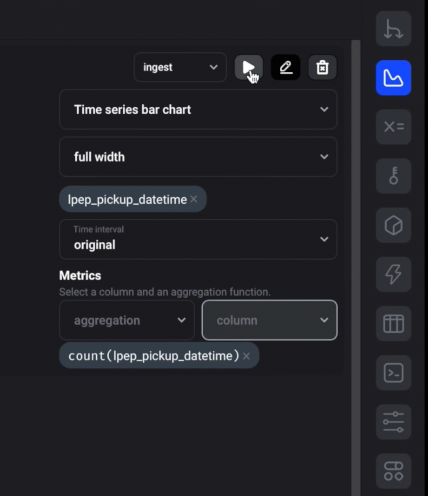 ingest
Time series bar chart
full width
lpep_pickup_datetime ×
Time interval
original
Metrics
Select a column and an aggregation function.
aggregation column
count(lpep_pickup_datetime) ×